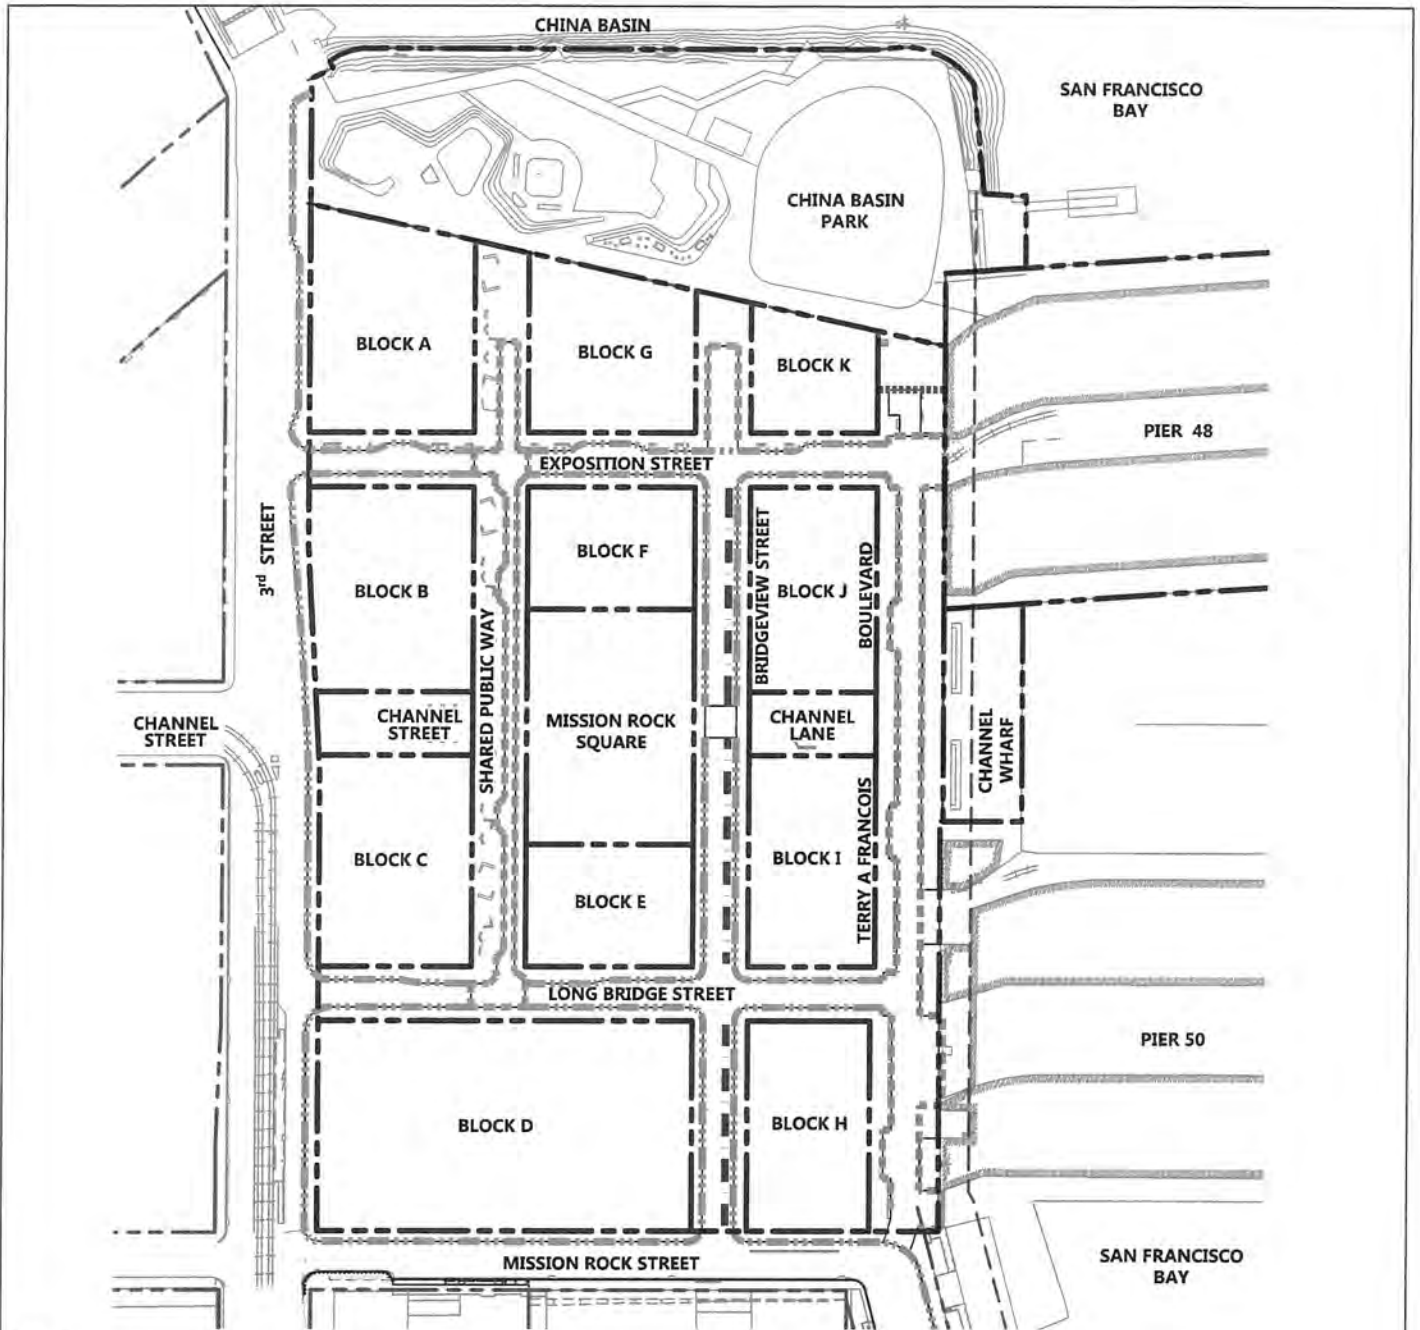 CHINA BASIN
SAN FRANCISCO
BAY
CHINA BASIN
PARK
BLOCK A
BLOCK G
BLOCK K
PIER 48
EXPOSITION STREET
3rd STREET
BLOCK B
SHARED PUBLIC WAY
BLOCK F
BRIDGEVIEW STREET
BLOCK J
BOULEVARD
CHANNEL
STREET
CHANNEL
STREET
MISSION ROCK
SQUARE
CHANNEL
LANE
CHANNEL
WHARF
BLOCK C
BLOCK E
BLOCK I
TERRY A FRANCOIS
LONG BRIDGE STREET
PIER 50
BLOCK D
BLOCK H
MISSION ROCK STREET
SAN FRANCISCO
BAY